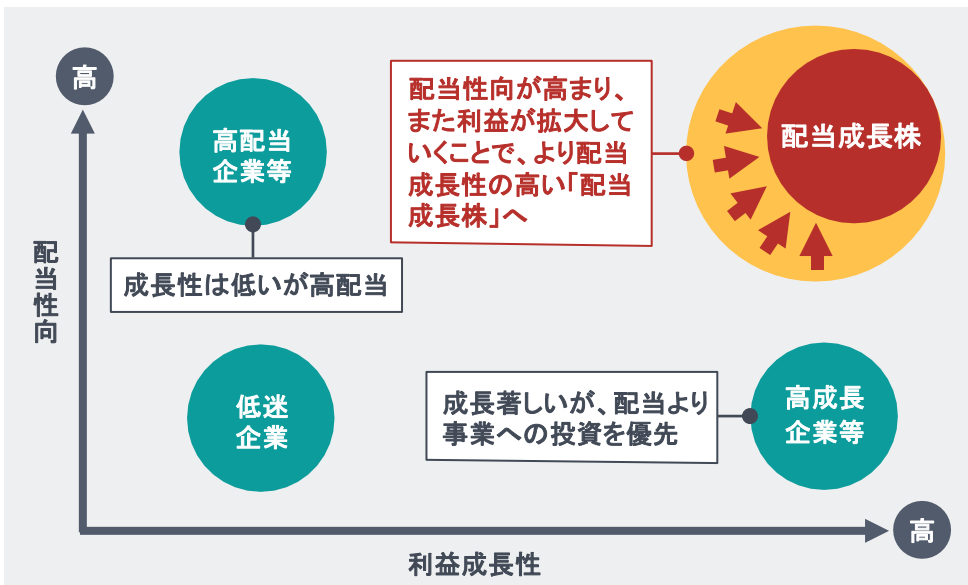 高
高配当
企業等
配当性向が高まり、
また利益が拡大して
いくことで、より配当
成長性の高い「配当
成長株」へ
配当成長株
配当性向
成長性は低いが高配当
低迷
企業
成長著しいが、配当より
事業への投資を優先
高成長
企業等
高
利益成長性